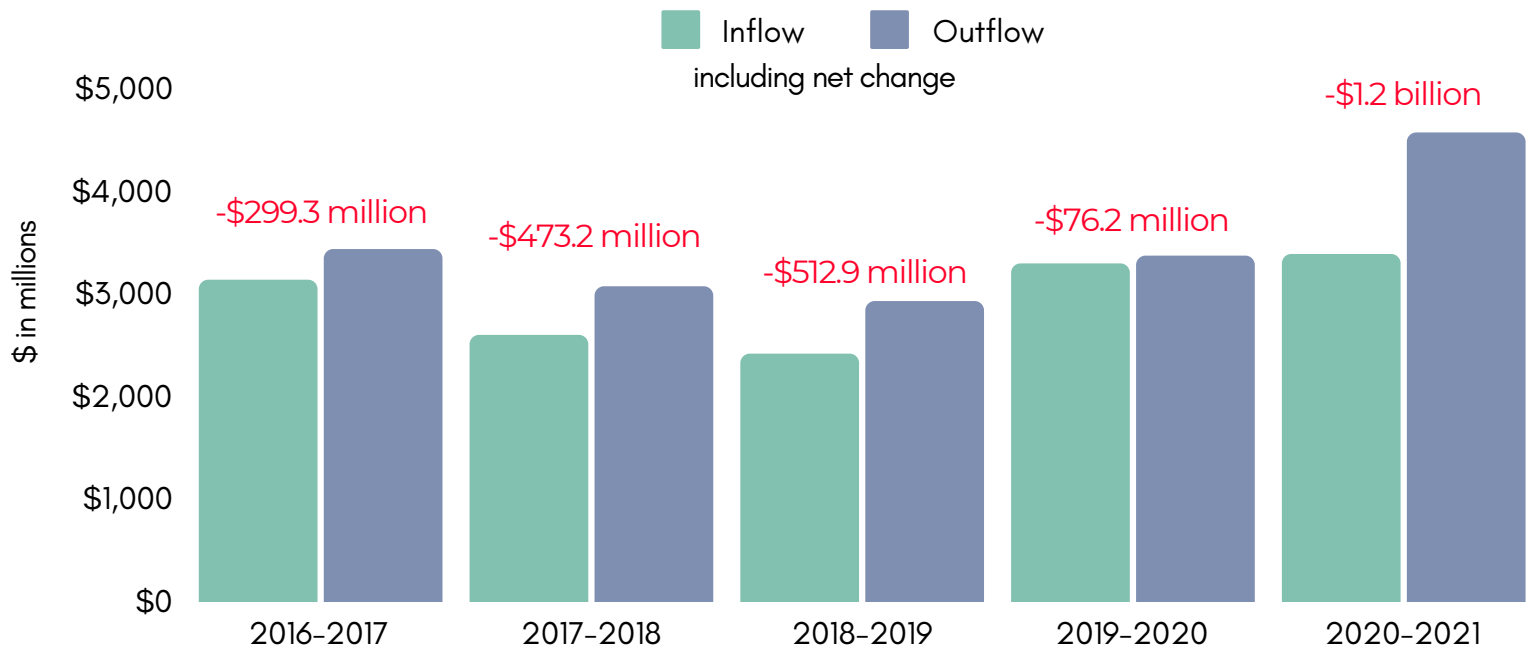 Inflow
Outflow
including net change
$5,000
$4,000
$3,000
$2,000
$1,000
$0
$ in millions
-$299.3 million
-$473.2 million
-$512.9 million
-$76.2 million
-$1.2 billion
2016-2017
2017-2018
2018-2019
2019-2020
2020-2021